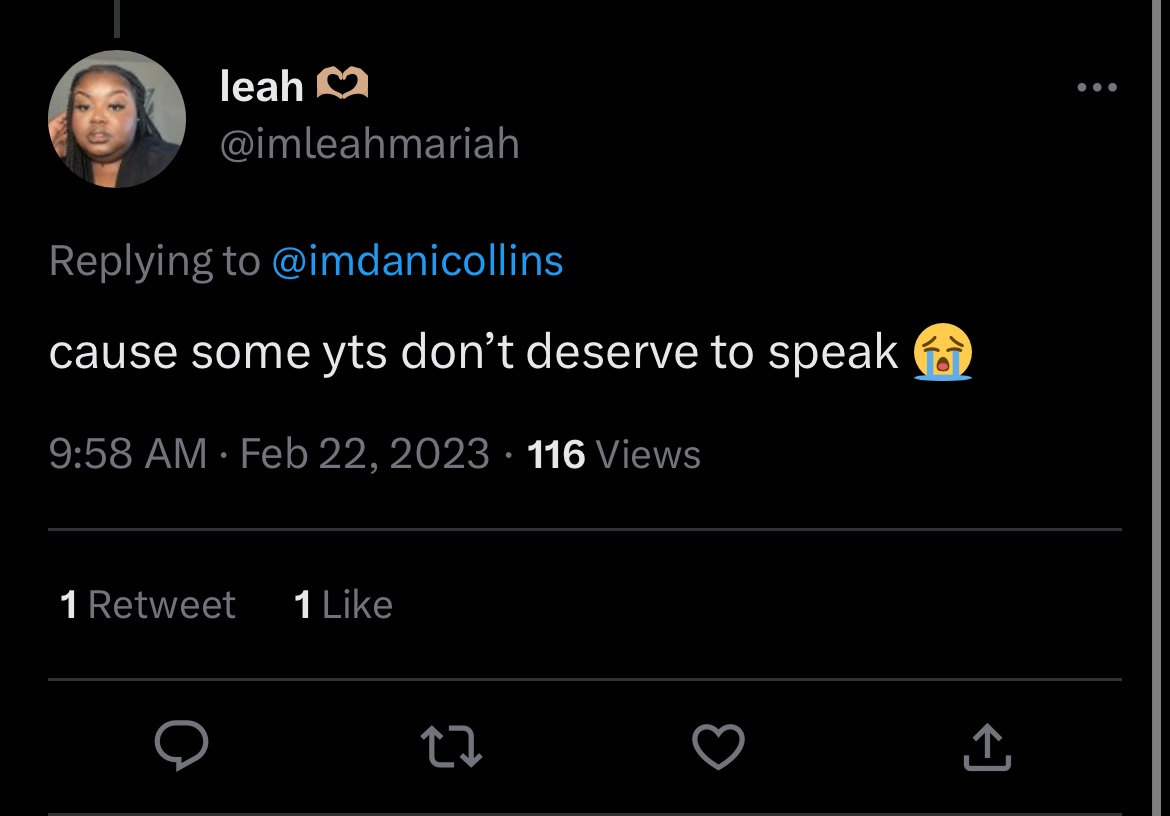 leah 🫶🏼
@imleahmariah
Replying to @imdanicollins
cause some yts don’t deserve to speak 😭
9:58 AM · Feb 22, 2023 · 116 Views
1 Retweet 1 Like